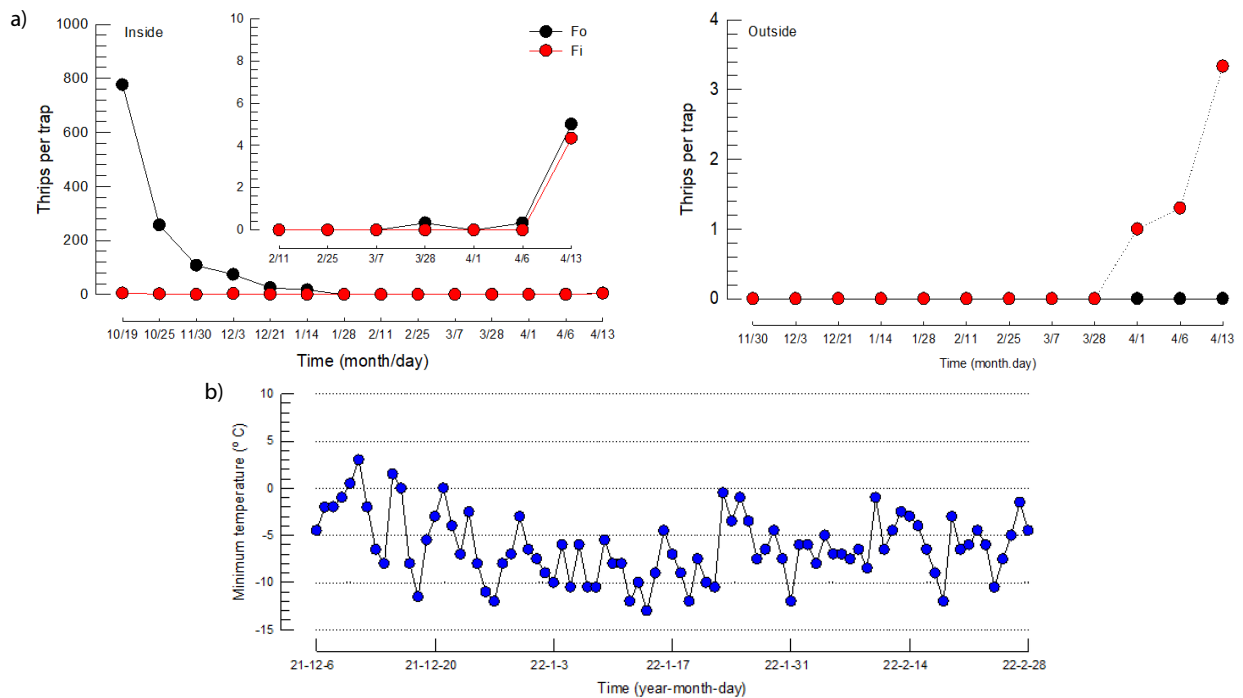 a)
Inside
Fo
Fi
Thrips per trap
1000
800
600
400
200
0
10/19 10/25 11/30 12/3 12/21 1/14 1/28 2/11 2/25 3/7 3/28 4/1 4/6 4/13
Time (month/day)
10
8
6
4
2
0
2/11 2/25 3/7 3/28 4/1 4/6 4/13
Outside
Thrips per trap
4
3
2
1
0
11/30 12/3 12/21 1/14 1/28 2/11 2/25 3/7 3/28 4/1 4/6 4/13
Time (month.day)
b)
Minimum temperature (º C)
10
5
0
-5
-10
-15
21-12-6 21-12-20 22-1-3 22-1-17 22-1-31 22-2-14 22-2-28
Time (year-month-day)